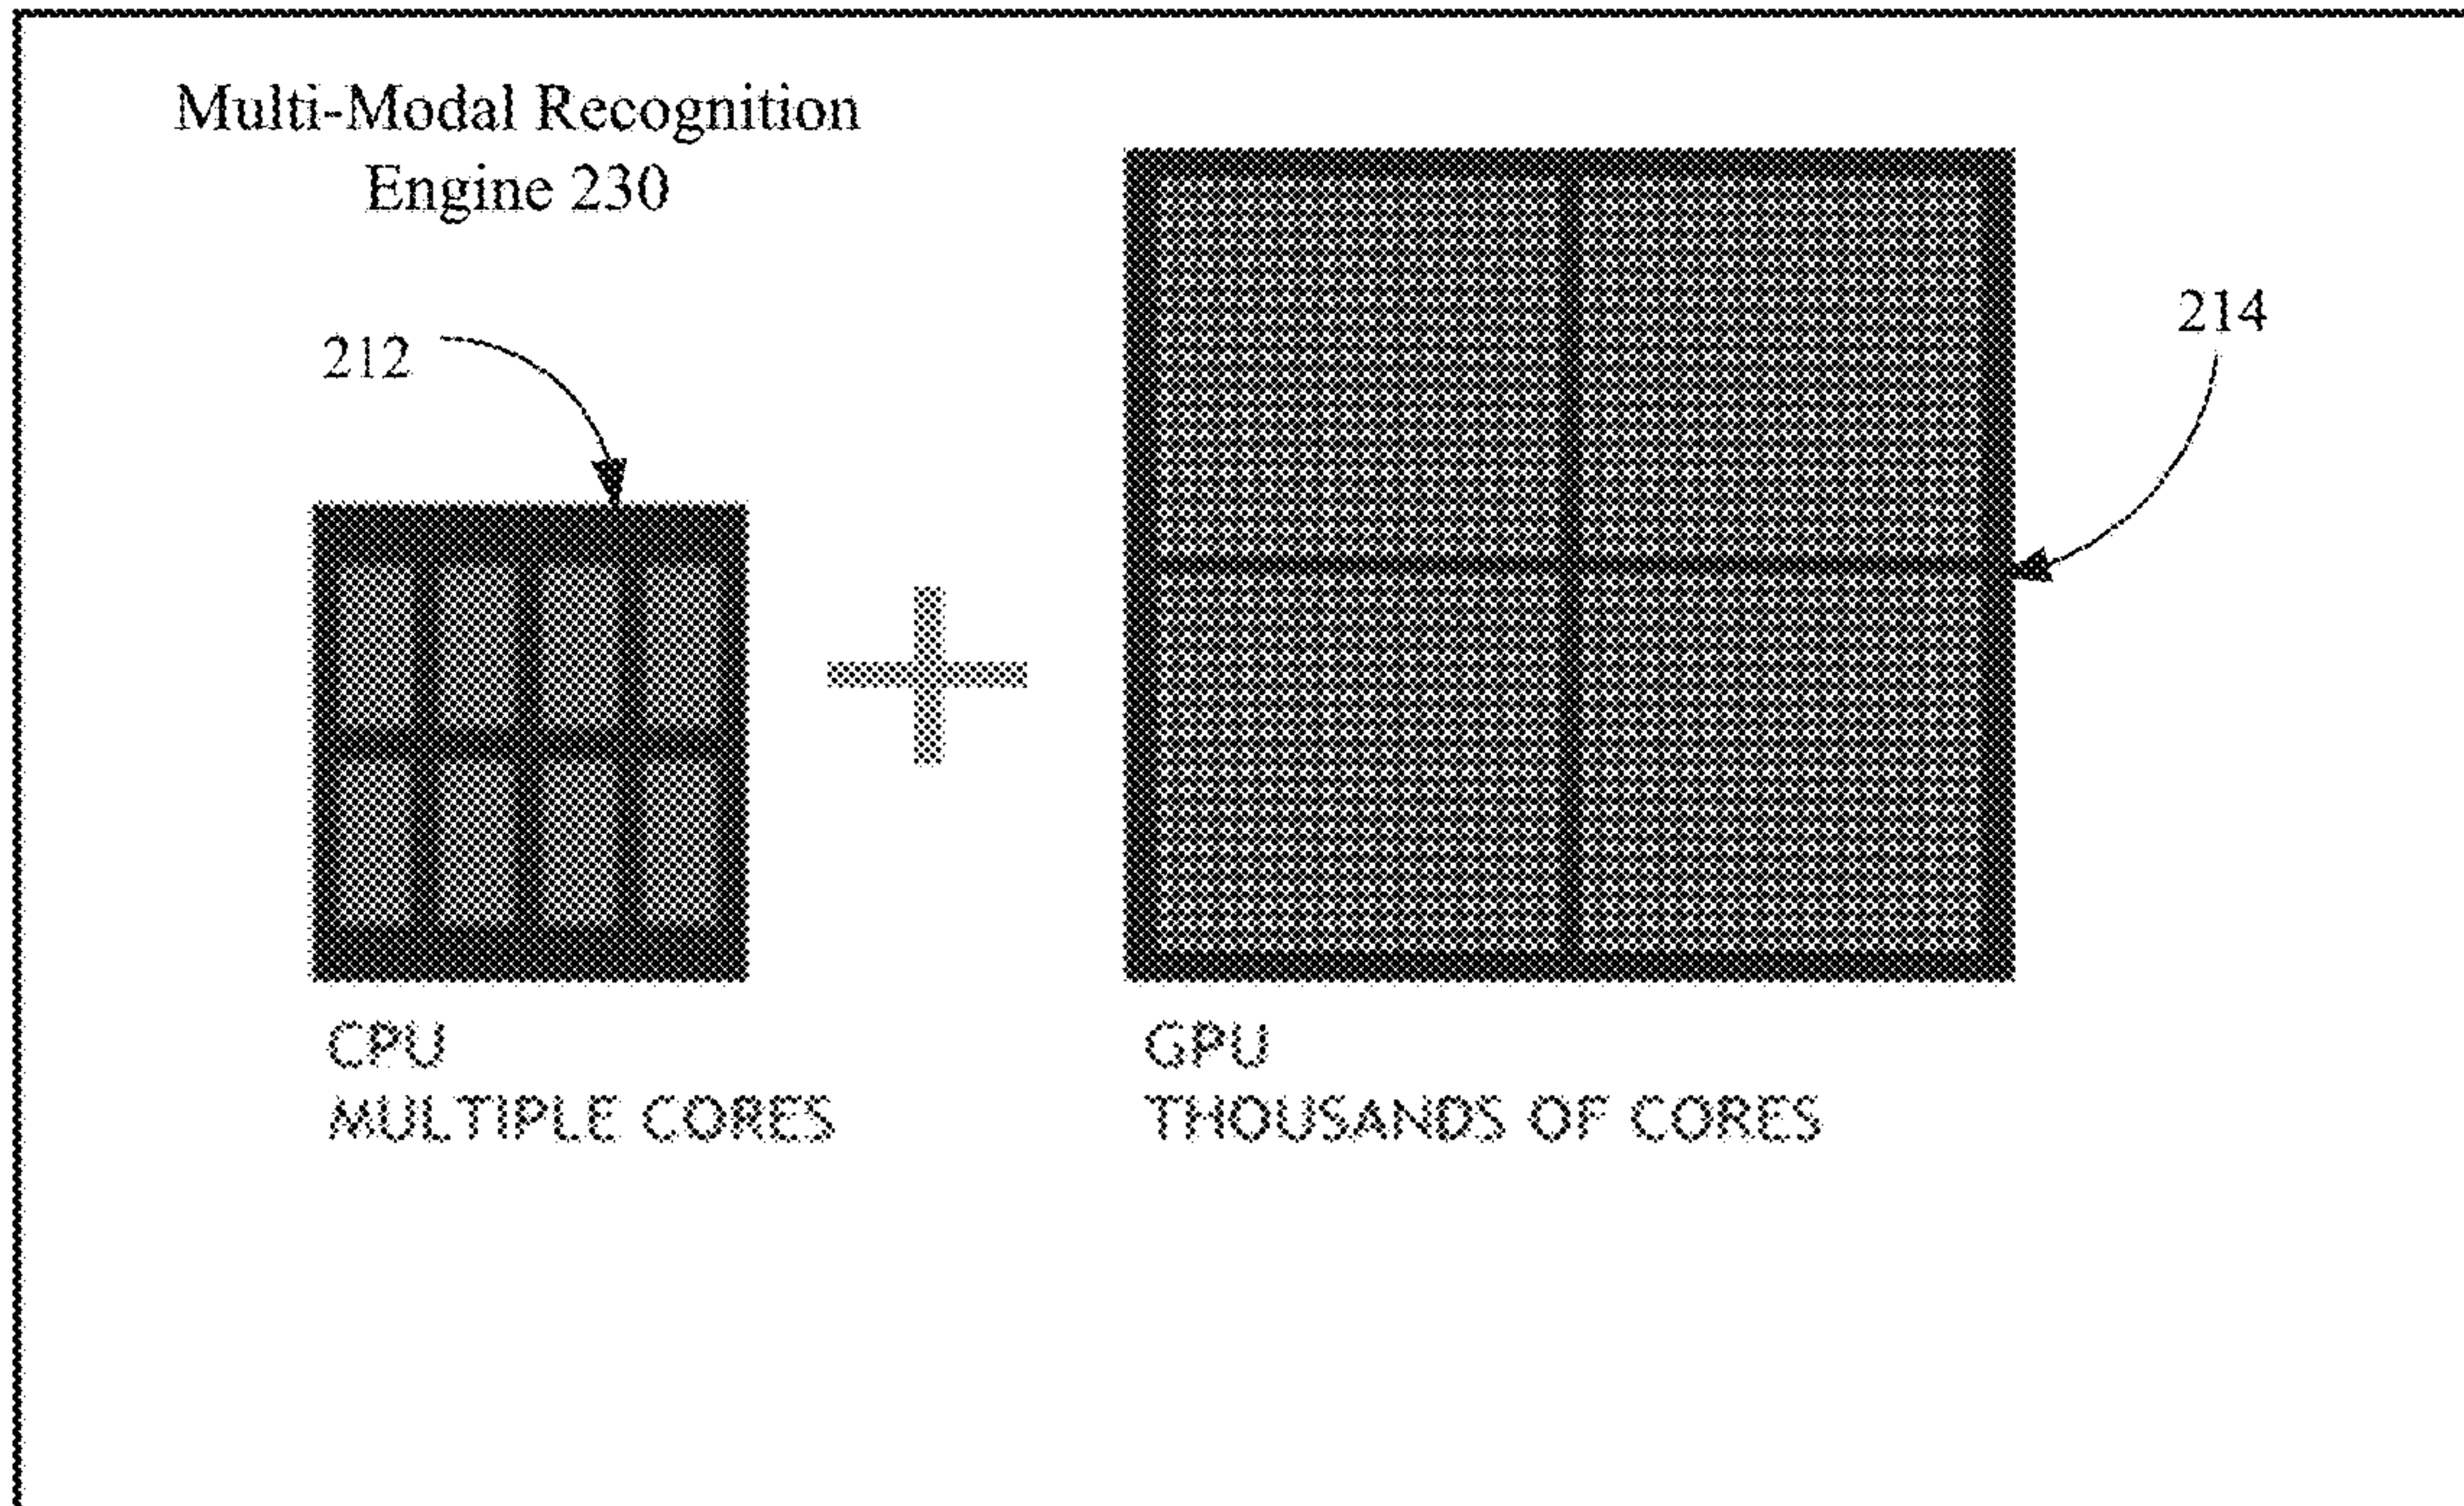 Multi-Modal Recognition
Engine 230
212
214
CPU
MULTIPLE CORES
GPU
THOUSANDS OF CORES